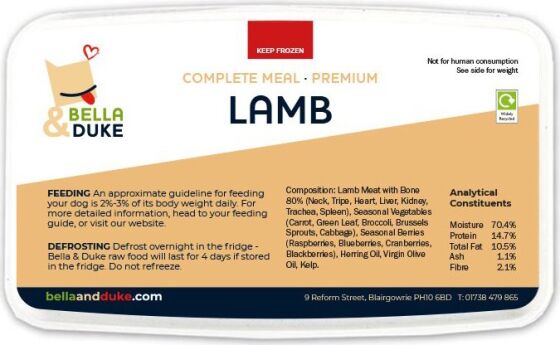 KEEP FROZEN
Not for human consumption
See side for weight
COMPLETE MEAL · PREMIUM
LAMB
BELLA
& DUKE
Widely
Recycled
FEEDING An approximate guideline for feeding
your dog is 2%-3% of its body weight daily. For
more detailed information, head to your feeding
guide, or visit our website.
DEFROSTING Defrost overnight in the fridge -
Bella & Duke raw food will last for 4 days if stored
in the fridge. Do not refreeze.
Composition: Lamb Meat with Bone
80% (Neck, Tripe, Heart, Liver, Kidney,
Trachea, Spleen), Seasonal Vegetables
(Carrot, Green Leaf, Broccoli, Brussels
Sprouts, Cabbage), Seasonal Berries
(Raspberries, Blueberries, Cranberries,
Blackberries), Herring Oil, Virgin Olive
Oil, Kelp.
Analytical
Constituents
Moisture 70.4%
Protein 14.7%
Total Fat 10.5%
Ash 1.1%
Fibre 2.1%
bellaandduke.com
9 Reform Street, Blairgowrie PH10 6BD T: 01738 479 865